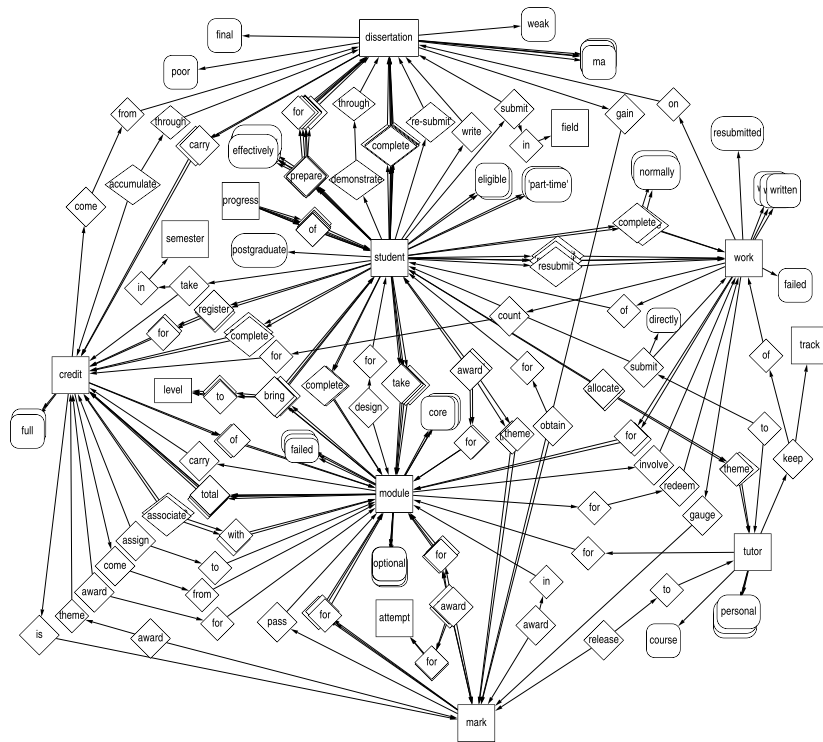 dissertation
final
weak
poor
ma
from
through
carry
for
through
complete
re-submit
write
submit
in
field
gain
on
resubmitted
effectively
prepare
demonstrate
accumulate
come
progress
of
eligible
'part-time'
normally
complete
written
semester
postgraduate
student
resubmit
work
failed
in
take
register
for
complete
for
count
of
directly
submit
of
track
credit
level
to
bring
complete
for
design
take
award
for
allocate
full
of
failed
core
for
theme
obtain
for
to
keep
carry
total
module
involve
redeem
theme
associate
with
for
gauge
assign
to
for
tutor
come
from
optional
for
in
to
award
for
for
attempt
award
award
personal
theme
is
award
pass
for
release
course
mark